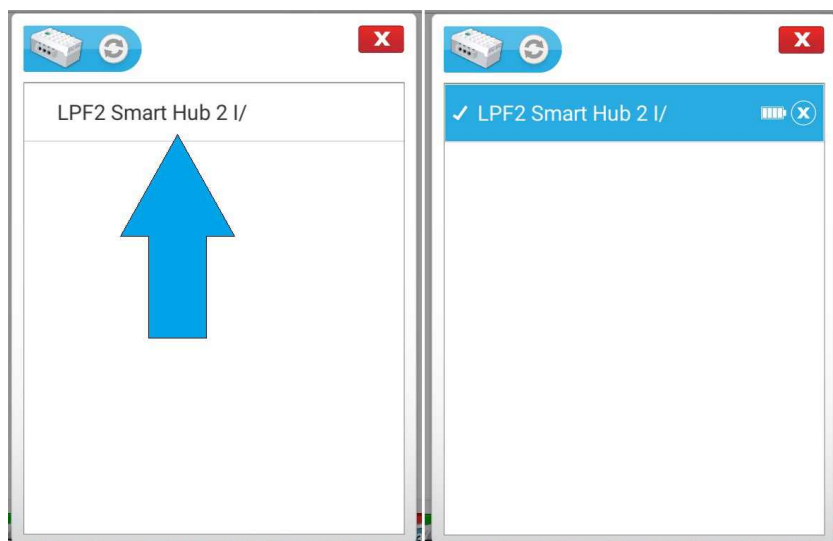 X
LPF2 Smart Hub 2 I/
X
✓ LPF2 Smart Hub 2 I/ X